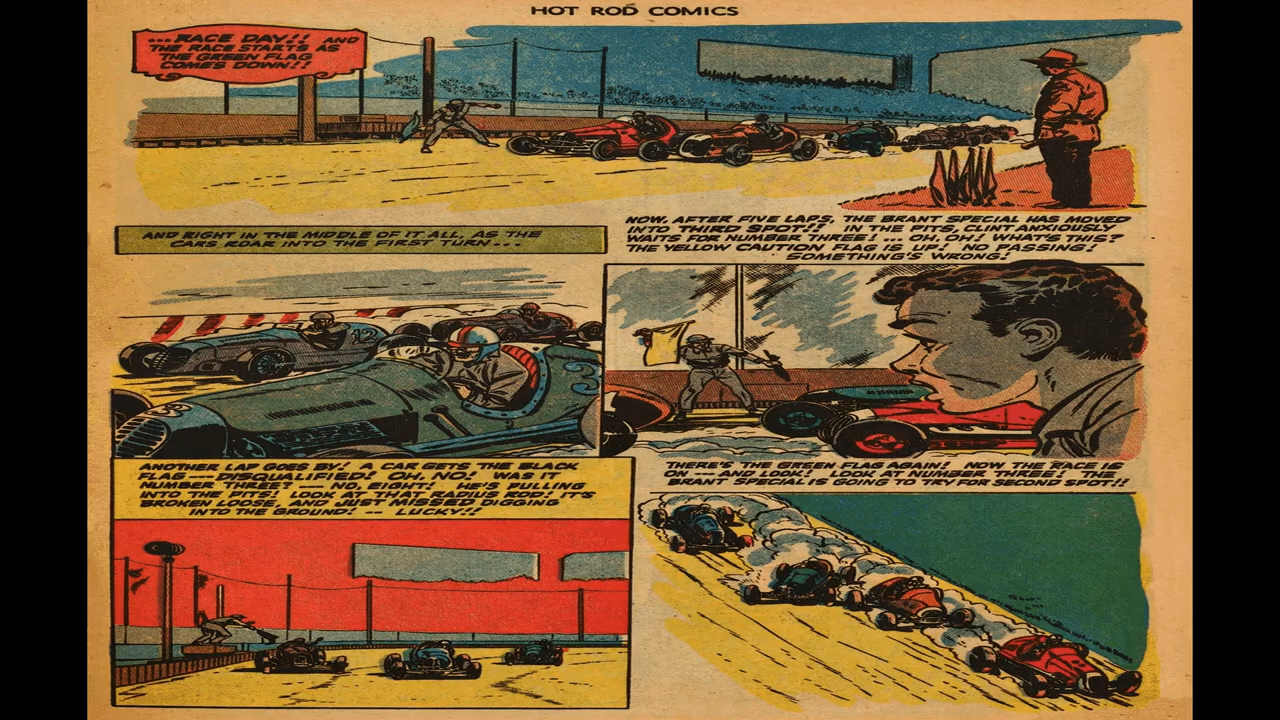 HOT ROD COMICS
...RACE DAY!! AND
THE RACE STARTS AS
THE GREEN FLAG
COMES DOWN!!
AND RIGHT IN THE MIDDLE OF IT ALL, AS THE
CARS ROAR INTO THE FIRST TURN...
12
3
NOW, AFTER FIVE LAPS, THE BRANT SPECIAL HAS MOVED
INTO THIRD SPOT!! IN THE PITS, CLINT ANXIOUSLY
WAITS FOR NUMBER THREE! ... OH, OH! WHAT'S THIS?
THE YELLOW CAUTION FLAG IS UP! NO PASSING!
SOMETHING'S WRONG!
ANOTHER LAP GOES BY! A CAR GETS THE BLACK
FLAG -- DISQUALIFIED! OH, NO! WAS IT
NUMBER THREE? -- NO, EIGHT! HE'S PULLING
INTO THE PITS! LOOK AT THAT RADIUS ROD! IT'S
BROKEN LOOSE, AND JUST MISSED DIGGING
INTO THE GROUND! -- LUCKY!!
THERE'S THE GREEN FLAG AGAIN! NOW THE RACE IS
ON --- AND LOOK AT NUMBER THREE! THE
BRANT SPECIAL IS GOING TO TRY FOR SECOND SPOT!!